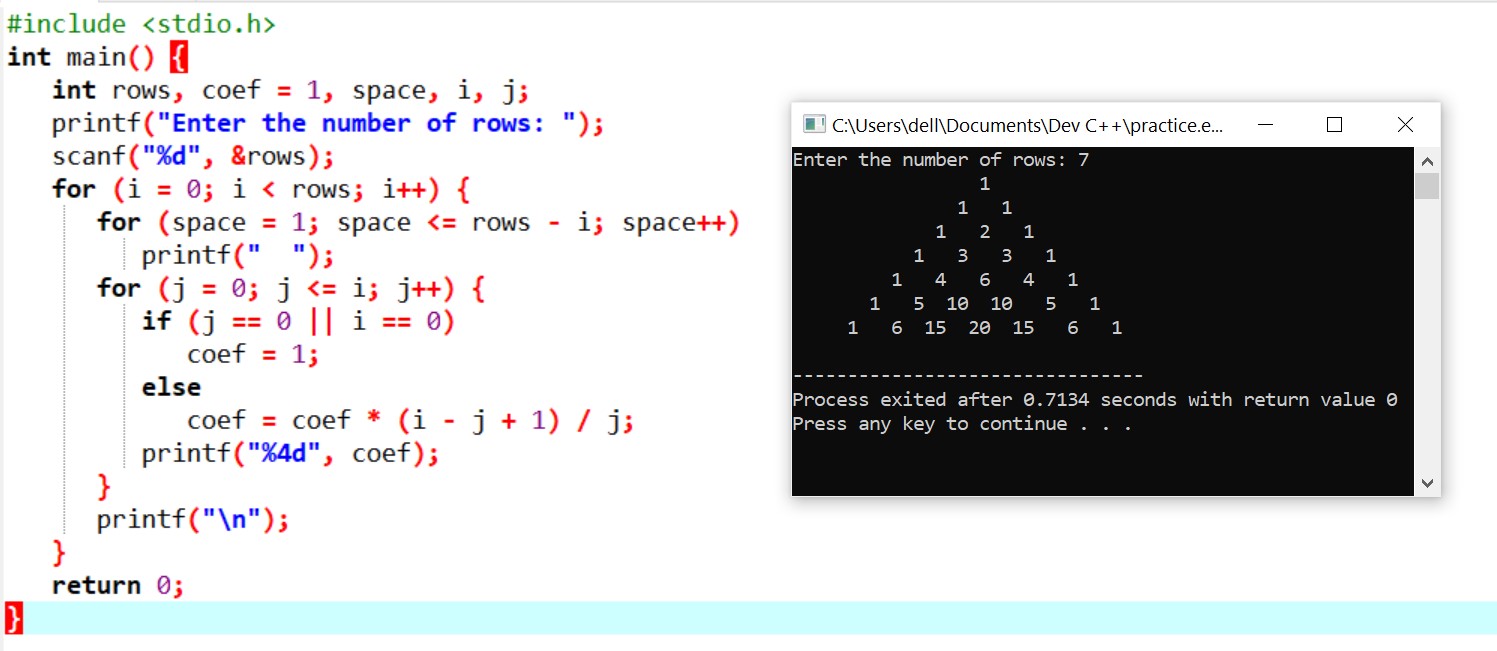 #include <stdio.h>
int main() {
   int rows, coef = 1, space, i, j;
   printf("Enter the number of rows: ");
   scanf("%d", &rows);
   for (i = 0; i < rows; i++) {
      for (space = 1; space <= rows - i; space++)
         printf("  ");
      for (j = 0; j <= i; j++) {
         if (j == 0 || i == 0)
            coef = 1;
         else
            coef = coef * (i - j + 1) / j;
         printf("%4d", coef);
      }
      printf("\n");
   }
   return 0;
}
C:\Users\dell\Documents\Dev C++\practice.e...
Enter the number of rows: 7
                 1
               1   1
             1   2   1
           1   3   3   1
         1   4   6   4   1
       1   5  10  10   5   1
     1   6  15  20  15   6   1
--------------------------------
Process exited after 0.7134 seconds with return value 0
Press any key to continue . . .